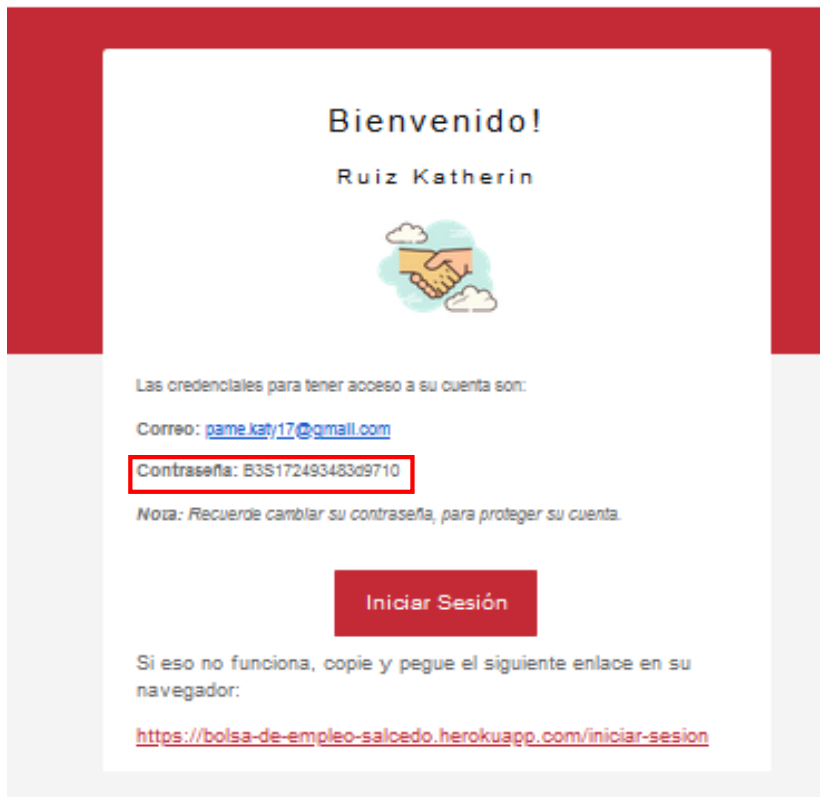 Bienvenido!
Ruiz Katherin
Las credenciales para tener acceso a su cuenta son:
Correo: pame.katy17@gmail.com
Contraseña: B3S172493483d9710
Nota: Recuerde cambiar su contraseña, para proteger su cuenta.
Iniciar Sesión
Si eso no funciona, copie y pegue el siguiente enlace en su
navegador:
https://bolsa-de-empleo-salcedo.herokuapp.com/iniciar-sesion